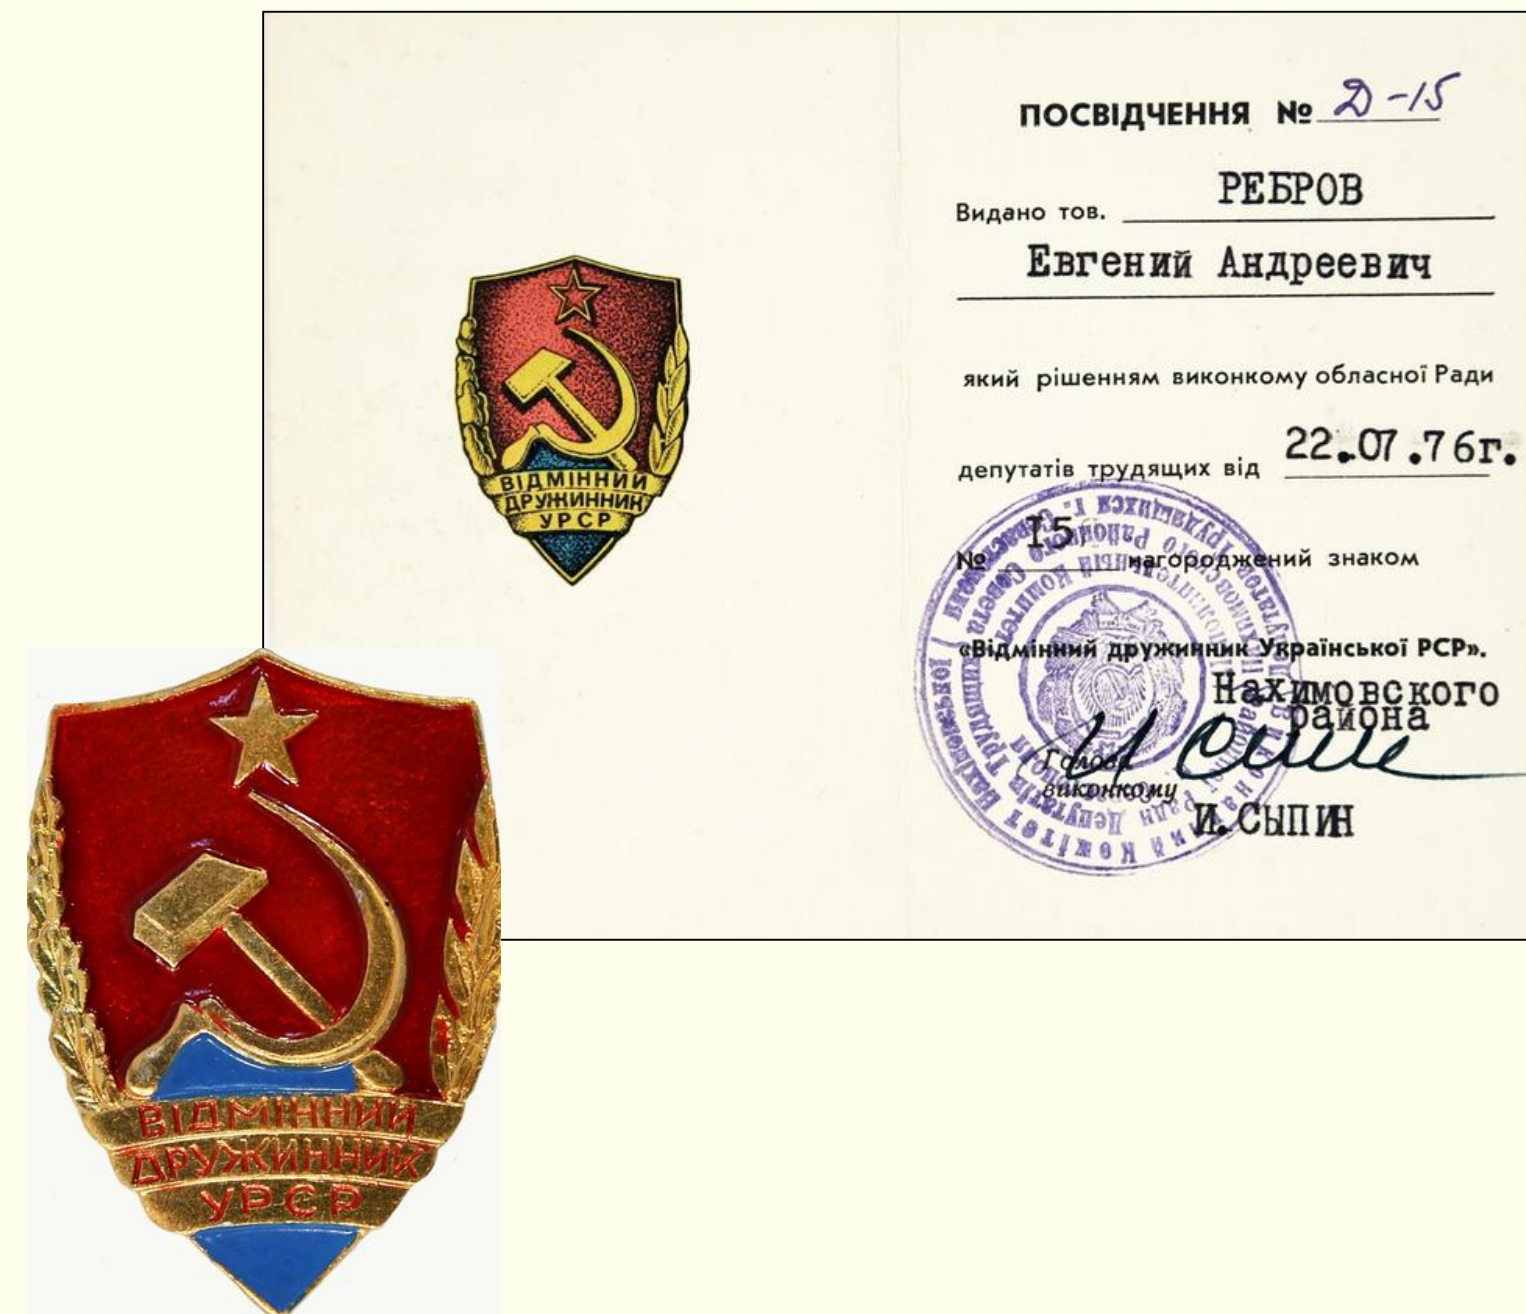 ПОСВІДЧЕННЯ № Д-15
Видано тов. РЕБРОВ
Евгений Андреевич
який рішенням виконкому обласної Ради
депутатів трудящих від 22.07.76г.
№ I5 нагороджений знаком
«Відмінний дружинник Української РСР».
Нахимовского
района
Голова
виконкому
И.СЫПИН
ВІДМІННИЙ
ДРУЖИННИК
УРСР
ВІДМІННИЙ
ДРУЖИННИК
УРСР